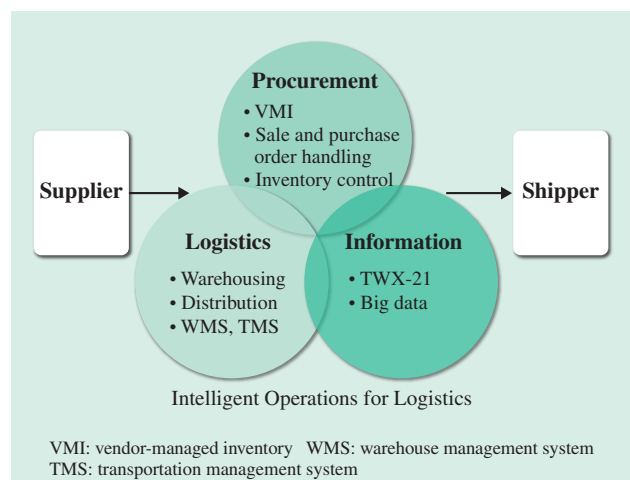 Procurement
• VMI
• Sale and purchase
order handling
• Inventory control
Supplier
Shipper
Logistics
• Warehousing
• Distribution
• WMS, TMS
Information
• TWX-21
• Big data
Intelligent Operations for Logistics
VMI: vendor-managed inventory WMS: warehouse management system
TMS: transportation management system